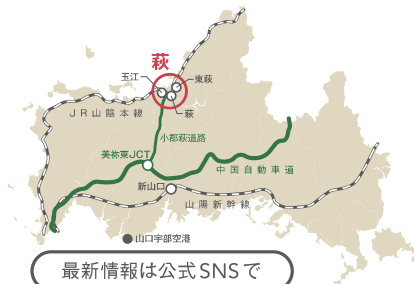 萩
玉江
東萩
萩
JR山陰本線
小郡萩道路
美祢東JCT
中国自動車道
新山口
山陽新幹線
山口宇部空港
最新情報は公式SNSで